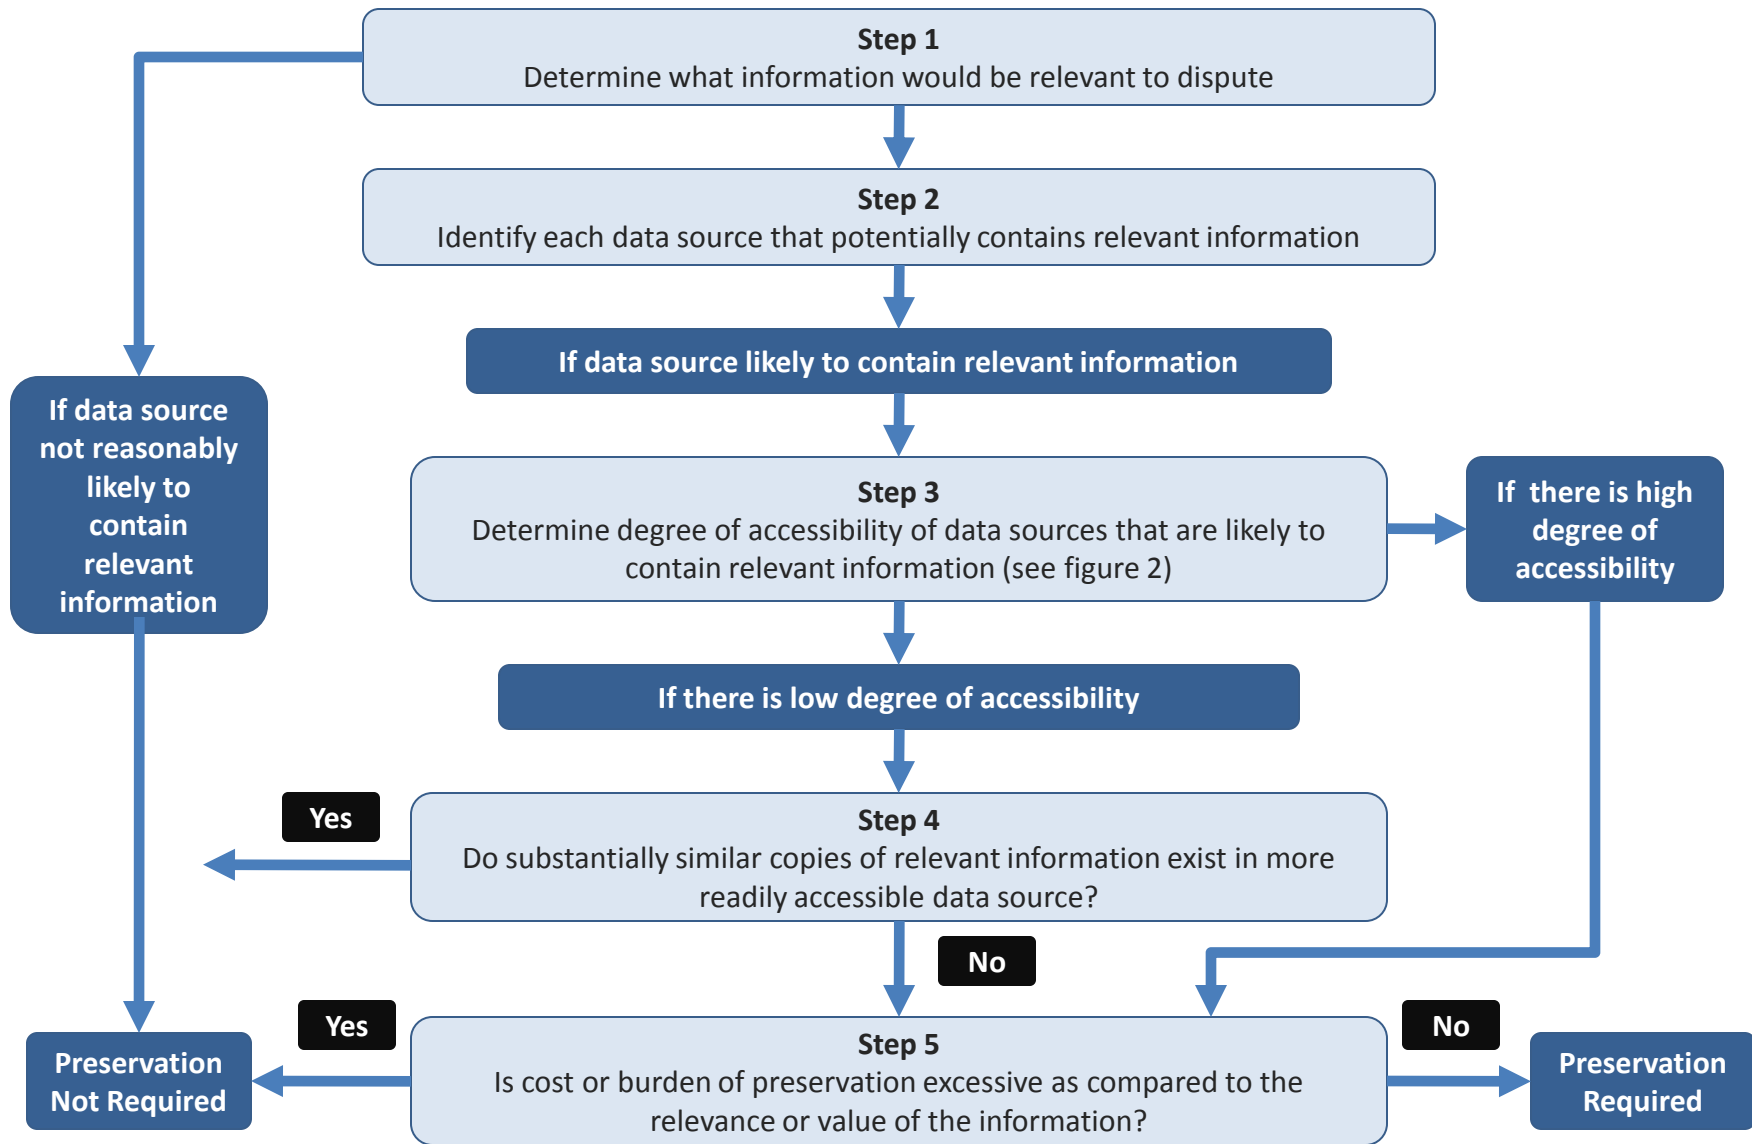 Step 1
Determine what information would be relevant to dispute
Step 2
Identify each data source that potentially contains relevant information
If data source likely to contain relevant information
If data source
not reasonably
likely to
contain
relevant
information
Step 3
Determine degree of accessibility of data sources that are likely to
contain relevant information (see figure 2)
If  there is high
degree of
accessibility
If there is low degree of accessibility
Yes
Step 4
Do substantially similar copies of relevant information exist in more
readily accessible data source?
No
Yes
Step 5
Is cost or burden of preservation excessive as compared to the
relevance or value of the information?
No
Preservation
Not Required
Preservation
Required